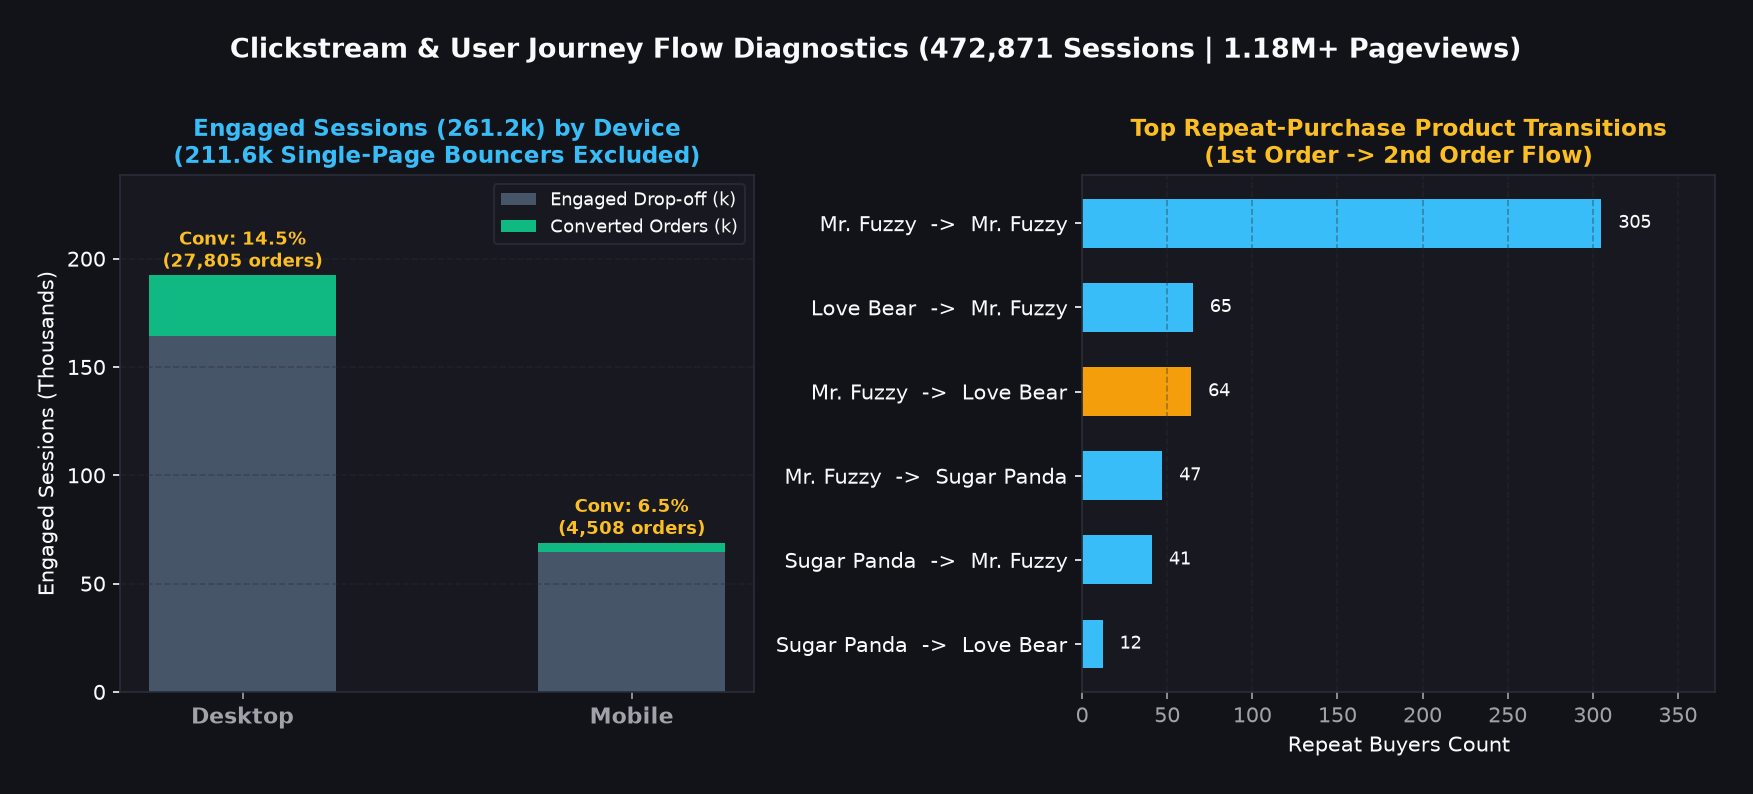 Clickstream & User Journey Flow Diagnostics (472,871 Sessions | 1.18M+ Pageviews)
Engaged Sessions (261.2k) by Device
(211.6k Single-Page Bouncers Excluded)
Engaged Drop-off (k)
Converted Orders (k)
Conv: 14.5%
(27,805 orders)
Conv: 6.5%
(4,508 orders)
Engaged Sessions (Thousands)
200
150
100
50
0
Desktop
Mobile
Top Repeat-Purchase Product Transitions
(1st Order -> 2nd Order Flow)
Mr. Fuzzy -> Mr. Fuzzy
305
Love Bear -> Mr. Fuzzy
65
Mr. Fuzzy -> Love Bear
64
Mr. Fuzzy -> Sugar Panda
47
Sugar Panda -> Mr. Fuzzy
41
Sugar Panda -> Love Bear
12
0 50 100 150 200 250 300 350
Repeat Buyers Count